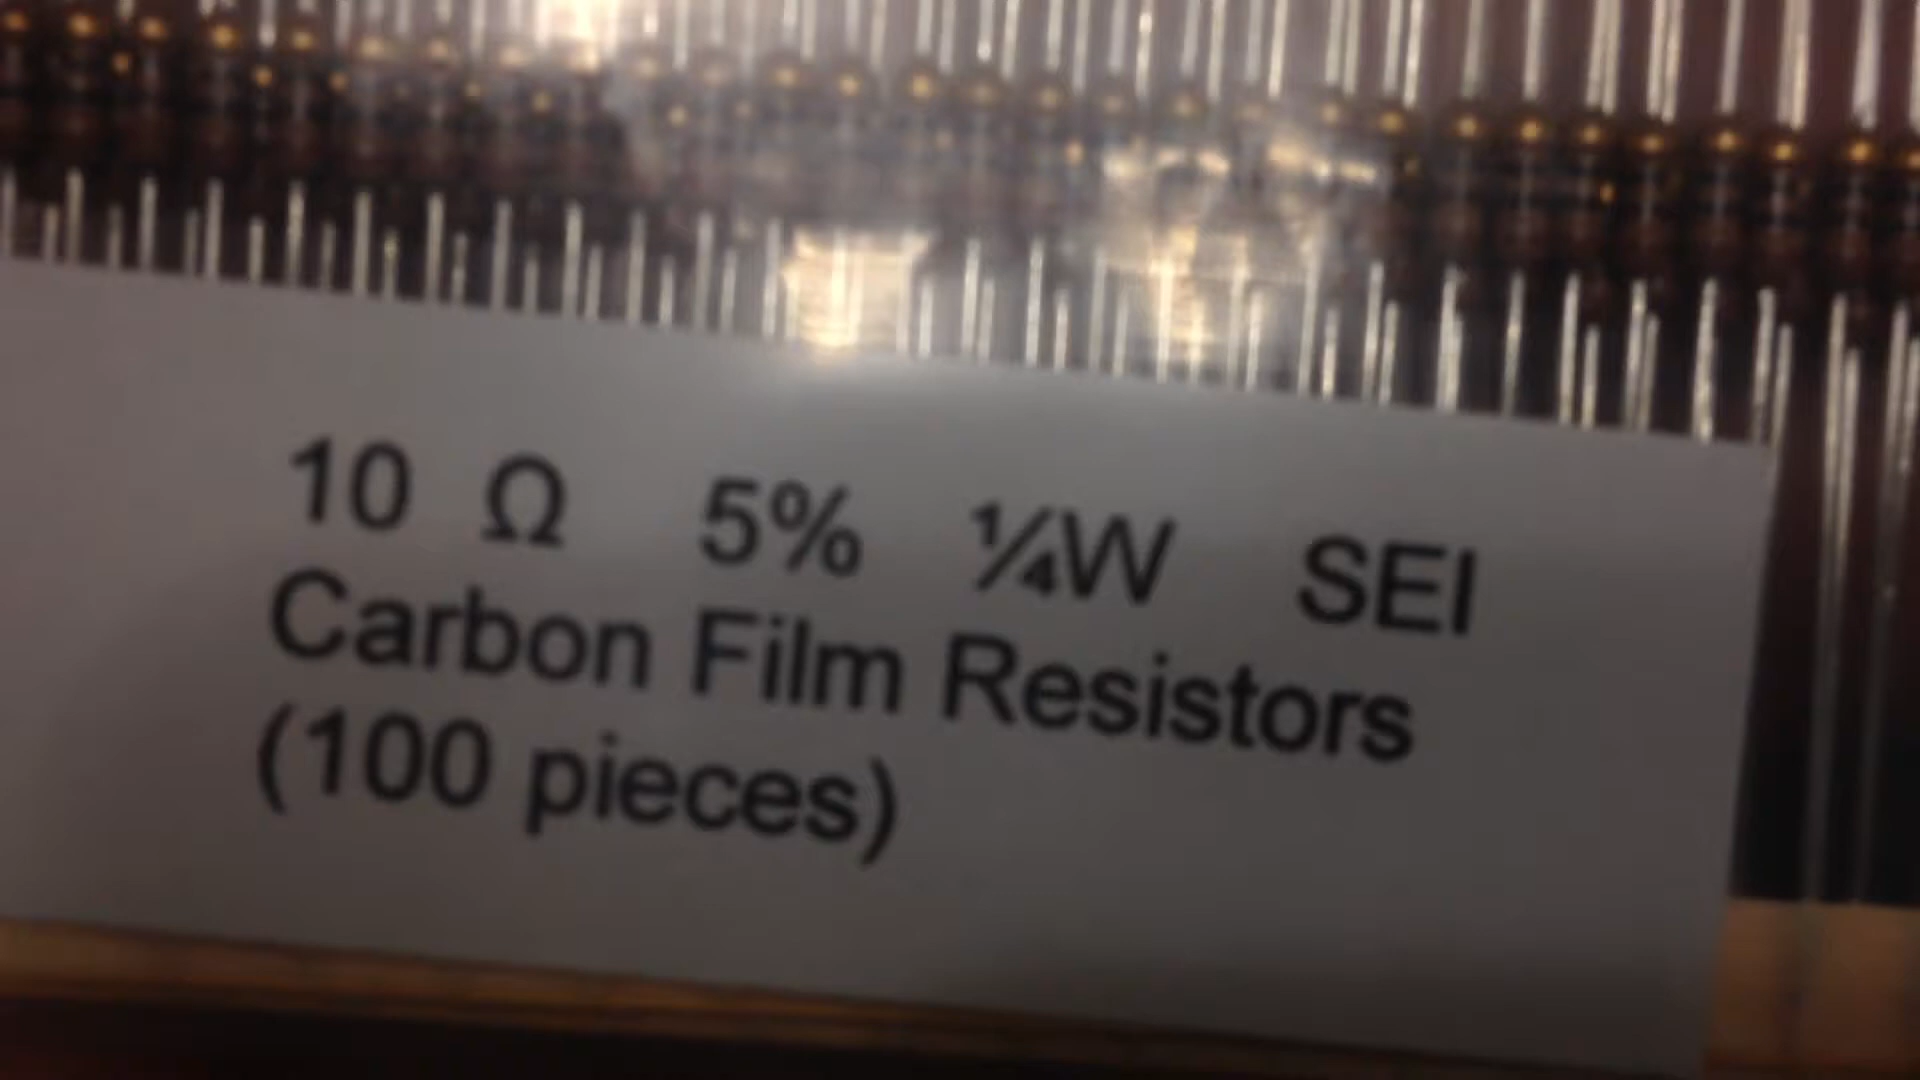 10 Ω 5% ¼W SEI
Carbon Film Resistors
(100 pieces)